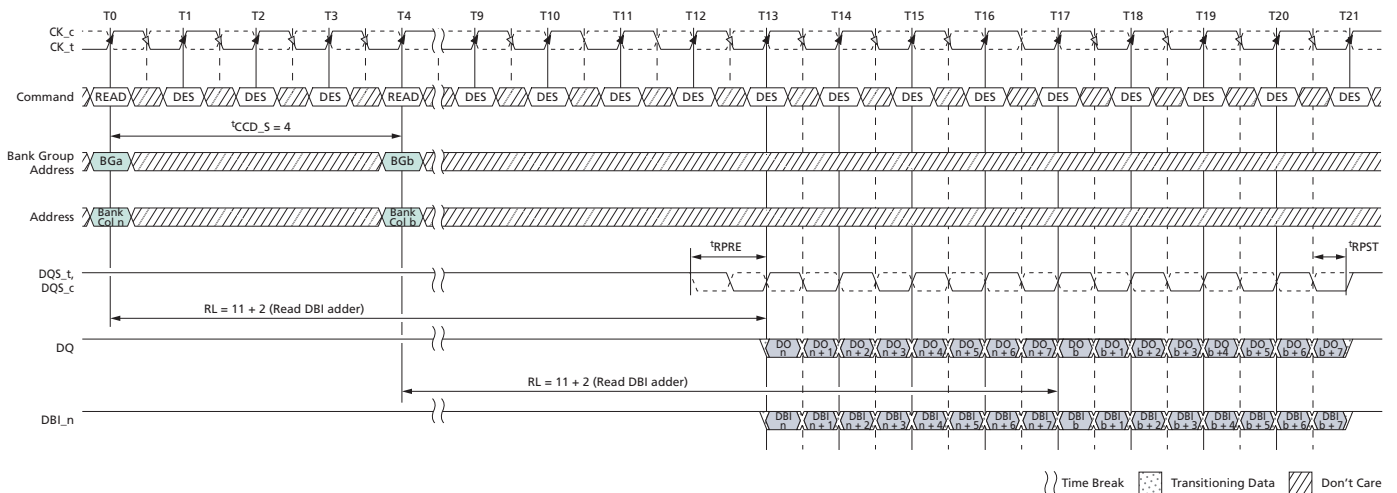 T0 T1 T2 T3 T4 T9 T10 T11 T12 T13 T14 T15 T16 T17 T18 T19 T20 T21
CK_c
CK_t
Command READ DES DES DES READ DES DES DES DES DES DES DES DES DES DES DES DES DES
tCCD_S = 4
Bank Group
Address BGa BGb
Address Bank
Col n Bank
Col b
tRPRE tRPST
DQS_t,
DQS_c
RL = 11 + 2 (Read DBI adder)
DQ DO
n DO
n + 1 DO
n + 2 DO
n + 3 DO
n + 4 DO
n + 5 DO
n + 6 DO
n + 7 DO
b DO
b + 1 DO
b + 2 DO
b + 3 DO
b + 4 DO
b + 5 DO
b + 6 DO
b + 7
RL = 11 + 2 (Read DBI adder)
DBI_n DBI
n DBI
n + 1 DBI
n + 2 DBI
n + 3 DBI
n + 4 DBI
n + 5 DBI
n + 6 DBI
n + 7 DBI
b DBI
b + 1 DBI
b + 2 DBI
b + 3 DBI
b + 4 DBI
b + 5 DBI
b + 6 DBI
b + 7
Time Break Transitioning Data Don't Care